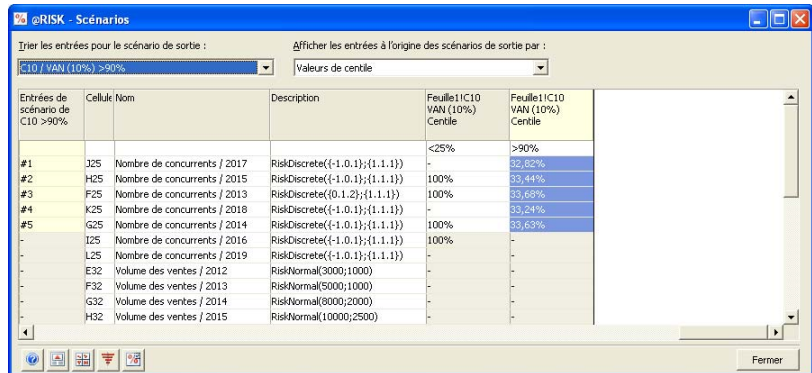 @RISK - Scénarios
Trier les entrées pour le scénario de sortie :
Afficher les entrées à l'origine des scénarios de sortie par :
C10 / VAN (10%) >90%
Valeurs de centile
Entrées de scénario de C10 >90% Cellule Nom Description Feuille1!C10 VAN (10%) Centile Feuille1!C10 VAN (10%) Centile
<25% >90%
#1 J25 Nombre de concurrents / 2017 RiskDiscrete({-1.0.1};{1.1.1}) - 32,82%
#2 H25 Nombre de concurrents / 2015 RiskDiscrete({-1.0.1};{1.1.1}) 100% 33,44%
#3 F25 Nombre de concurrents / 2013 RiskDiscrete({0.1.2};{1.1.1}) 100% 33,68%
#4 K25 Nombre de concurrents / 2018 RiskDiscrete({-1.0.1};{1.1.1}) - 33,24%
#5 G25 Nombre de concurrents / 2014 RiskDiscrete({-1.0.1};{1.1.1}) 100% 33,63%
- I25 Nombre de concurrents / 2016 RiskDiscrete({-1.0.1};{1.1.1}) 100% -
- L25 Nombre de concurrents / 2019 RiskDiscrete({-1.0.1};{1.1.1}) - -
- E32 Volume des ventes / 2012 RiskNormal(3000;1000) - -
- F32 Volume des ventes / 2013 RiskNormal(5000;1000) - -
- G32 Volume des ventes / 2014 RiskNormal(8000;2000) - -
- H32 Volume des ventes / 2015 RiskNormal(10000;2500) - -
Fermer